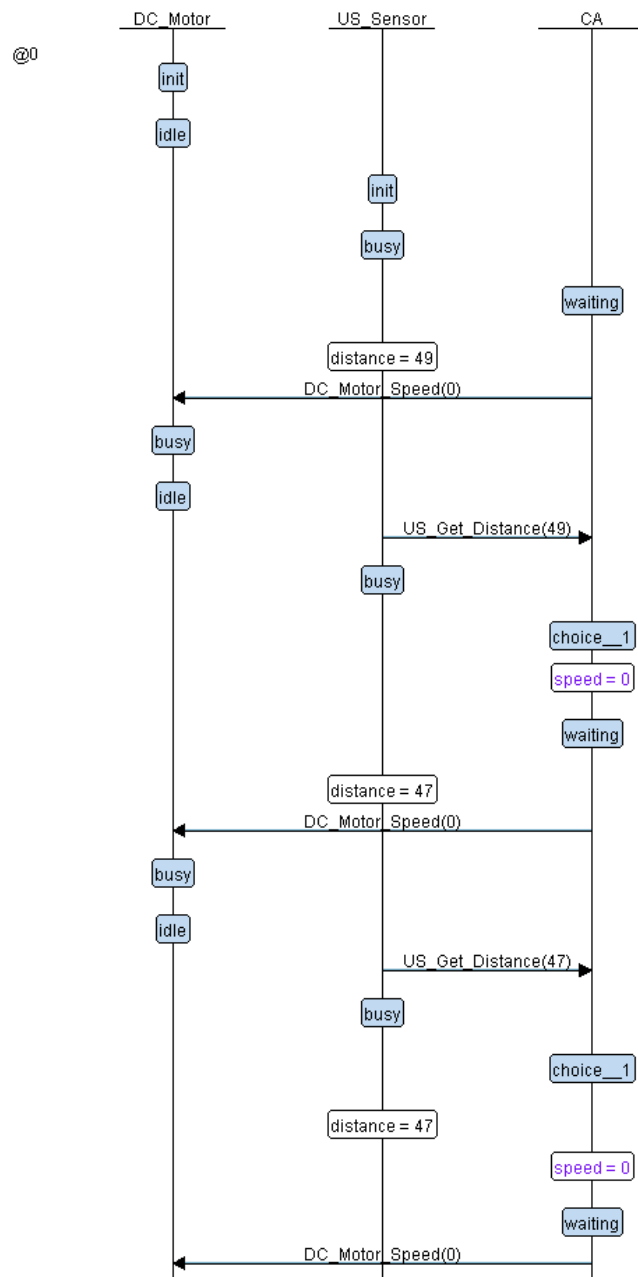 DC_Motor US_Sensor CA
@0
init
idle
init
busy
waiting
distance = 49
DC_Motor_Speed(0)
busy
idle
US_Get_Distance(49)
busy
choice__1
speed = 0
waiting
distance = 47
DC_Motor_Speed(0)
busy
idle
US_Get_Distance(47)
busy
choice__1
distance = 47
speed = 0
waiting
DC_Motor_Speed(0)